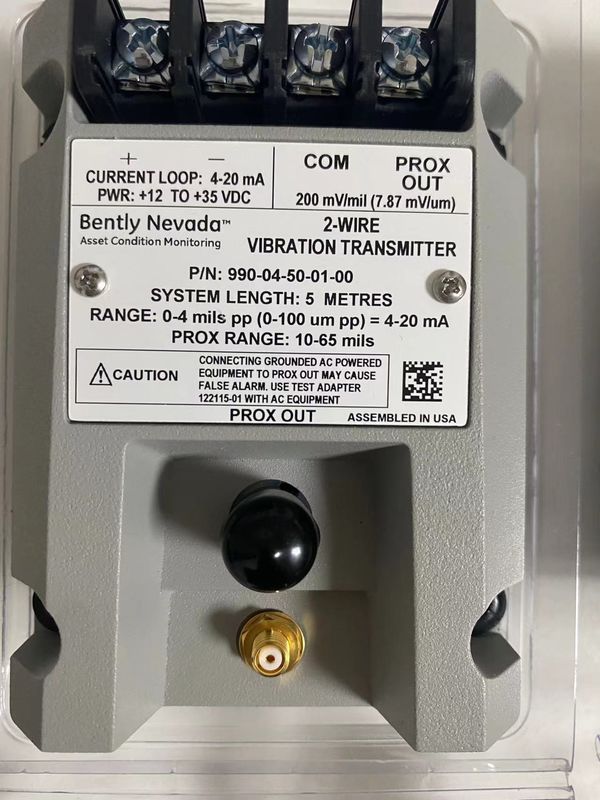 + −
CURRENT LOOP: 4-20 mA
PWR: +12 TO +35 VDC
COM PROX
OUT
200 mV/mil (7.87 mV/um)
Bently Nevada™
Asset Condition Monitoring
2-WIRE
VIBRATION TRANSMITTER
P/N: 990-04-50-01-00
SYSTEM LENGTH: 5 METRES
RANGE: 0-4 mils pp (0-100 um pp) = 4-20 mA
PROX RANGE: 10-65 mils
CAUTION
CONNECTING GROUNDED AC POWERED
EQUIPMENT TO PROX OUT MAY CAUSE
FALSE ALARM. USE TEST ADAPTER
122115-01 WITH AC EQUIPMENT
PROX OUT
ASSEMBLED IN USA